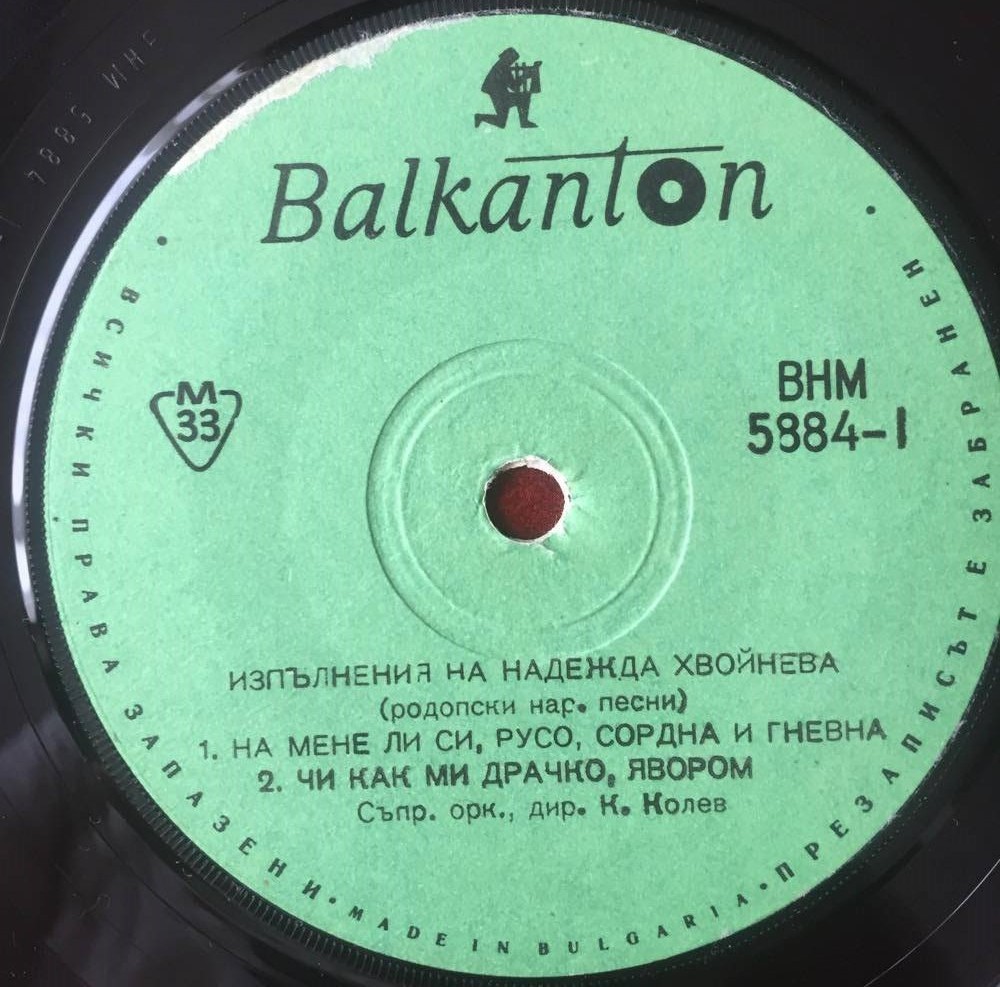 Balkanton
M
33
ВНМ
5884-I
ИЗПЪЛНЕНИЯ НА НАДЕЖДА ХВОЙНЕВА
(родопски нар. песни)
1. НА МЕНЕ ЛИ СИ, РУСО, СОРДНА И ГНЕВНА
2. ЧИ КАК МИ ДРАЧКО, ЯВОРОМ
Съпр. орк., дир. К. Колев
• ВСИЧКИ ПРАВА ЗАПАЗЕНИ • MADE IN BULGARIA • ПРЕЗАПИСЪТ Е ЗАБРАНЕН •